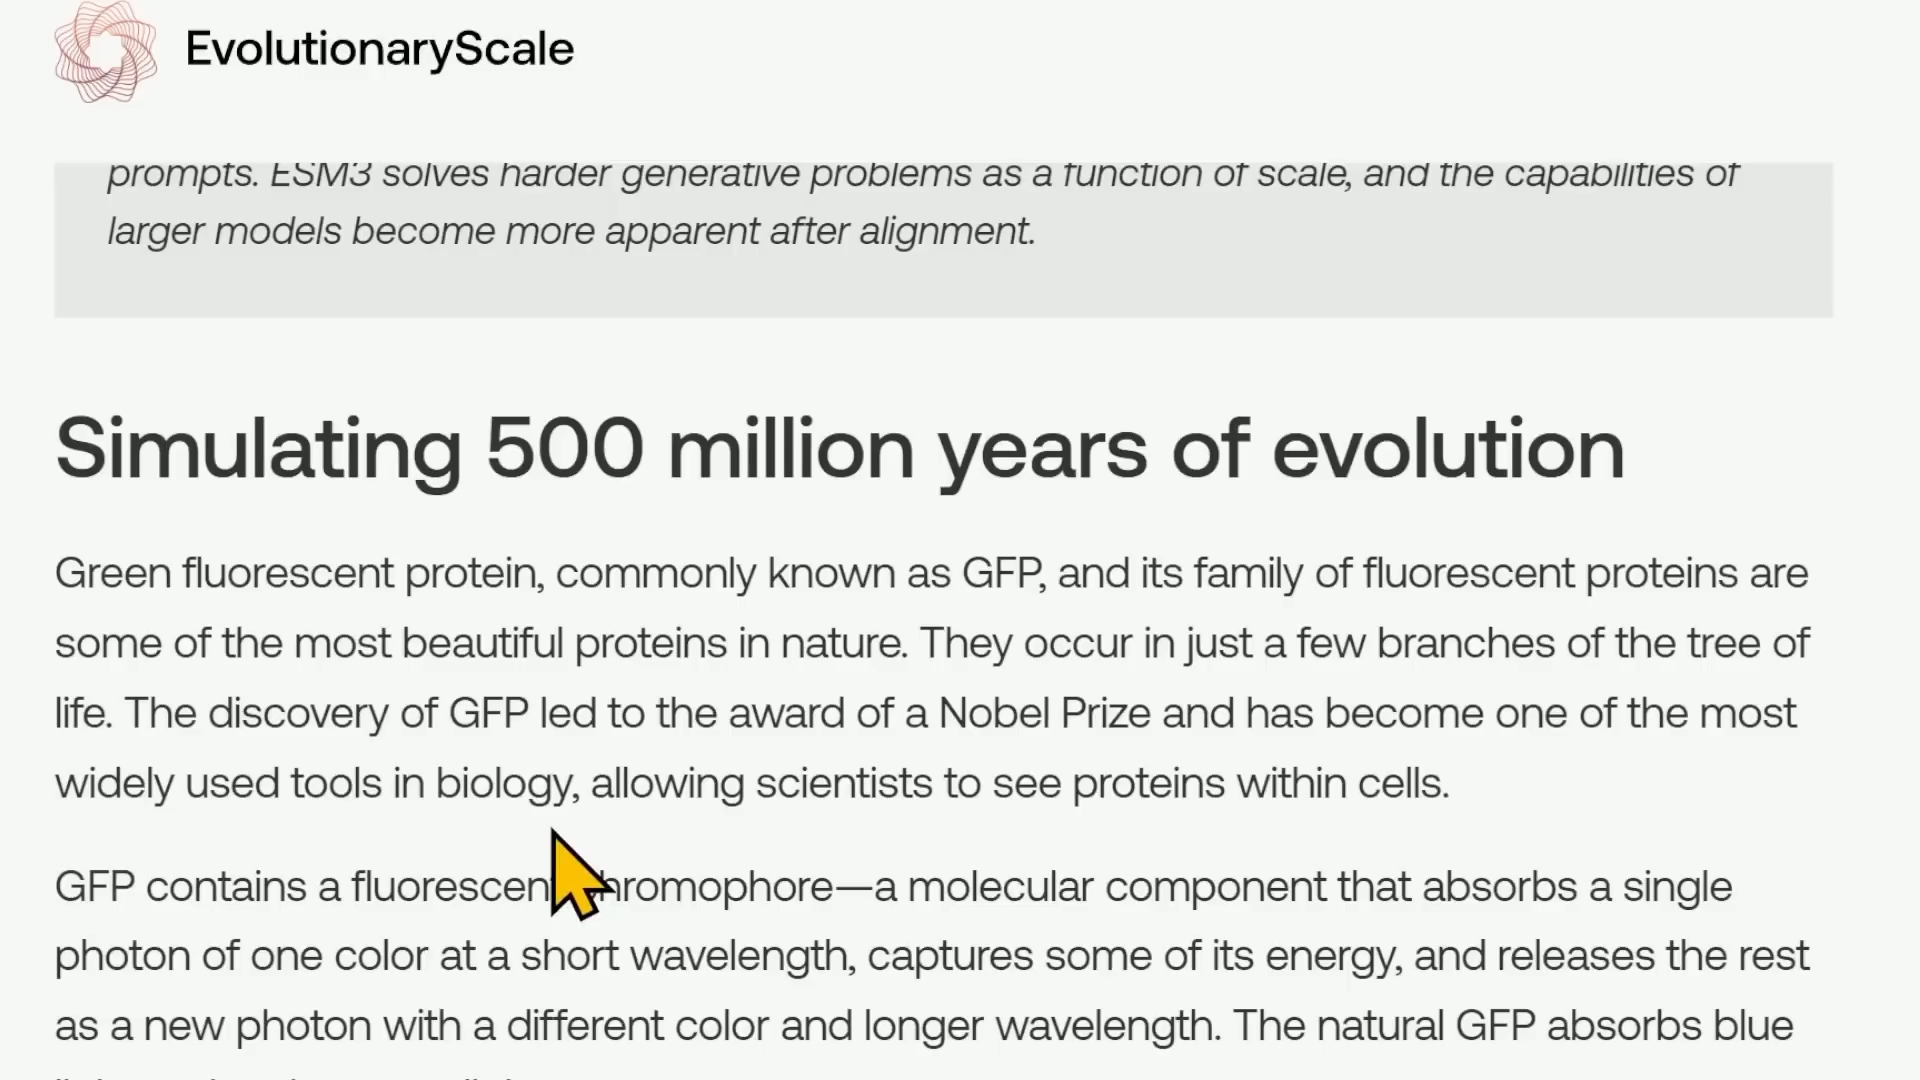 EvolutionaryScale
prompts. ESM3 solves harder generative problems as a function of scale, and the capabilities of
larger models become more apparent after alignment.
Simulating 500 million years of evolution
Green fluorescent protein, commonly known as GFP, and its family of fluorescent proteins are
some of the most beautiful proteins in nature. They occur in just a few branches of the tree of
life. The discovery of GFP led to the award of a Nobel Prize and has become one of the most
widely used tools in biology, allowing scientists to see proteins within cells.
GFP contains a fluorescent chromophore—a molecular component that absorbs a single
photon of one color at a short wavelength, captures some of its energy, and releases the rest
as a new photon with a different color and longer wavelength. The natural GFP absorbs blue